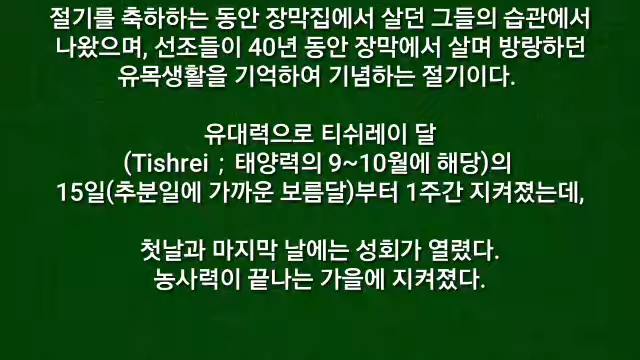 절기를 축하하는 동안 장막집에서 살던 그들의 습관에서
나왔으며, 선조들이 40년 동안 장막에서 살며 방랑하던
유목생활을 기억하여 기념하는 절기이다.
유대력으로 티쉬레이 달
(Tishrei ; 태양력의 9~10월에 해당)의
15일(추분일에 가까운 보름달)부터 1주간 지켜졌는데,
첫날과 마지막 날에는 성회가 열렸다.
농사력이 끝나는 가을에 지켜졌다.